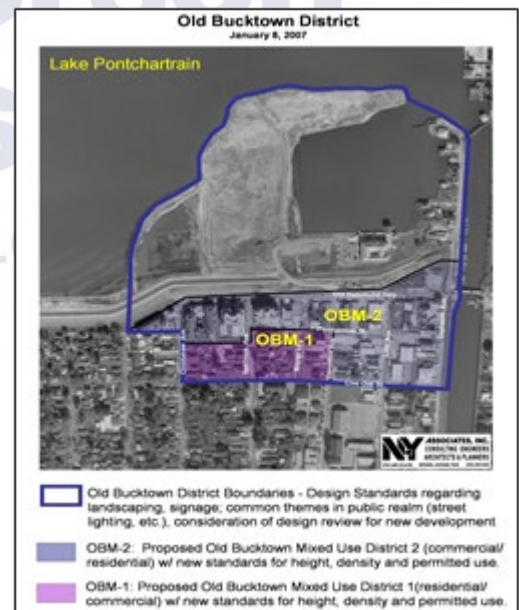 Old Bucktown District
January 8, 2007
Lake Pontchartrain
OBM-2
OBM-1
N-Y ASSOCIATES, INC.
CONSULTING ENGINEERS
ARCHITECTS & PLANNERS
Old Bucktown District Boundaries - Design Standards regarding
landscaping, signage; common themes in public realm (street
lighting, etc.), consideration of design review for new development
OBM-2: Proposed Old Bucktown Mixed Use District 2 (commercial/
residential) w/ new standards for height, density and permitted use.
OBM-1: Proposed Old Bucktown Mixed Use District 1(residential/
commercial) w/ new standards for height, density and permitted use.